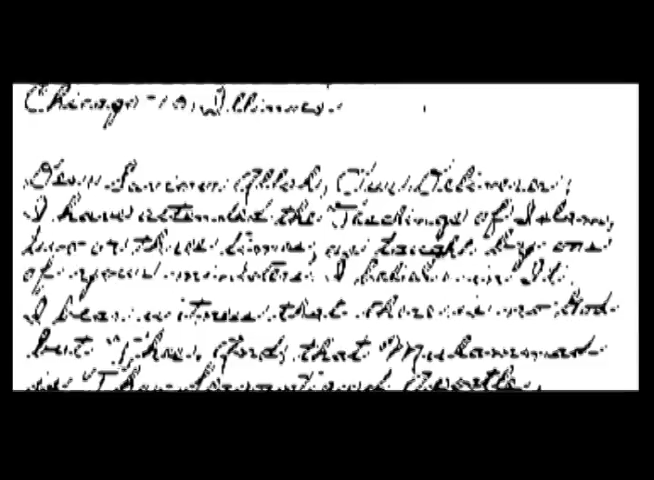 Chicago - 15, Illinois.
Dear Savior Allah, Our Deliverer;
I have attended the Teachings of Islam,
two or three times, as taught by one
of your ministers. I believe in It.
I bear witness that there is no God
but Thee. And, that Muhammad
is Thy Servant and Apostle.